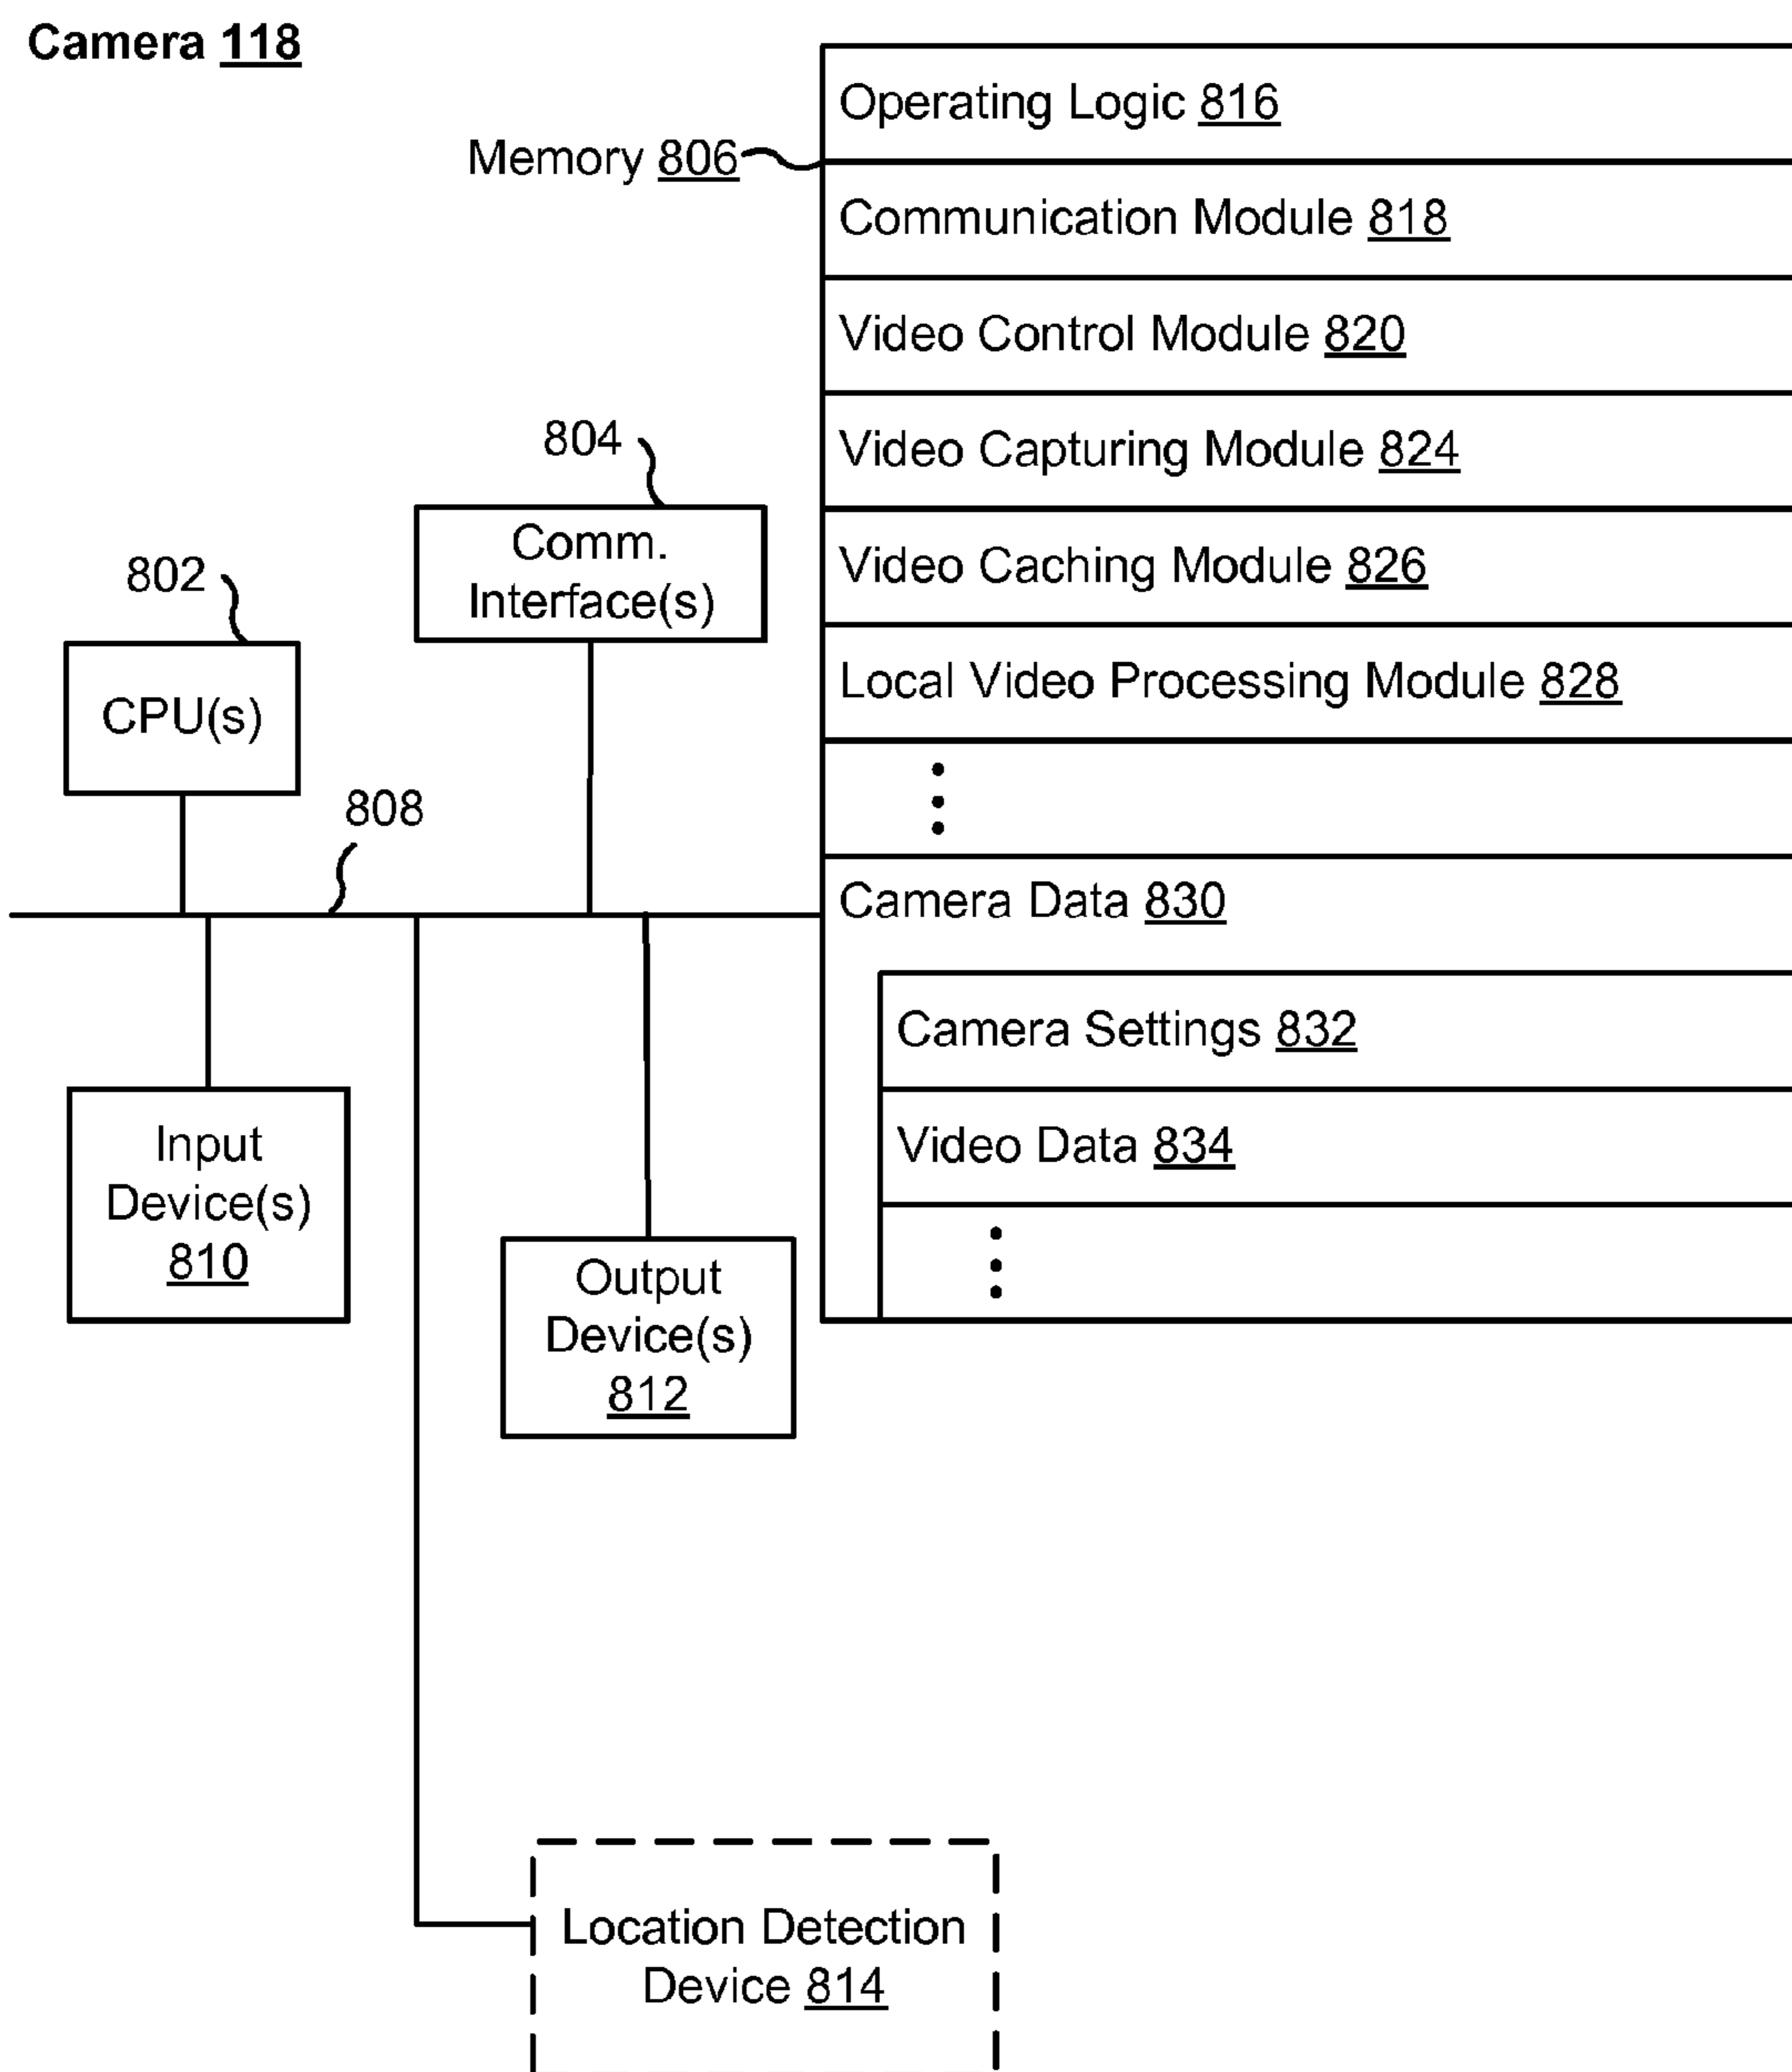 Camera 118
Operating Logic 816
Memory 806
Communication Module 818
Video Control Module 820
804
Video Capturing Module 824
Comm.
Interface(s)
802
Video Caching Module 826
CPU(s)
Local Video Processing Module 828
808
Camera Data 830
Camera Settings 832
Video Data 834
Input
Device(s)
810
Output
Device(s)
812
Location Detection
Device 814